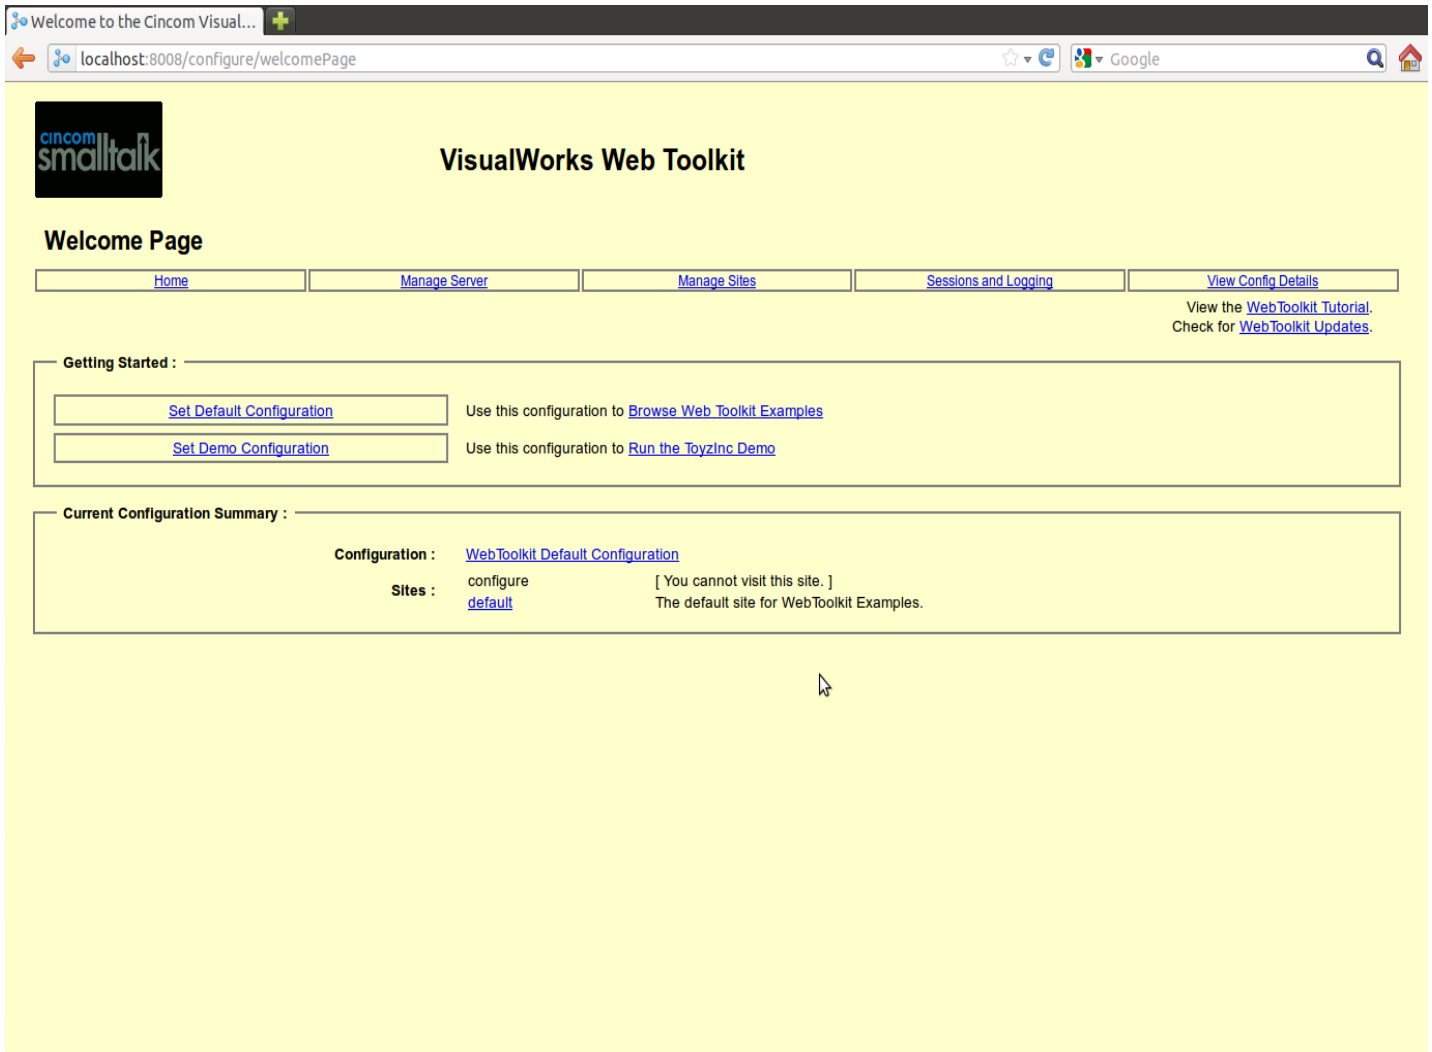 Welcome to the Cincom Visual...
localhost:8008/configure/welcomePage
Google
cincom
smalltalk
VisualWorks Web Toolkit
Welcome Page
Home Manage Server Manage Sites Sessions and Logging View Config Details
View the WebToolkit Tutorial.
Check for WebToolkit Updates.
Getting Started :
Set Default Configuration Use this configuration to Browse Web Toolkit Examples
Set Demo Configuration Use this configuration to Run the ToyzInc Demo
Current Configuration Summary :
Configuration : WebToolkit Default Configuration
Sites : configure [ You cannot visit this site. ]
default The default site for WebToolkit Examples.